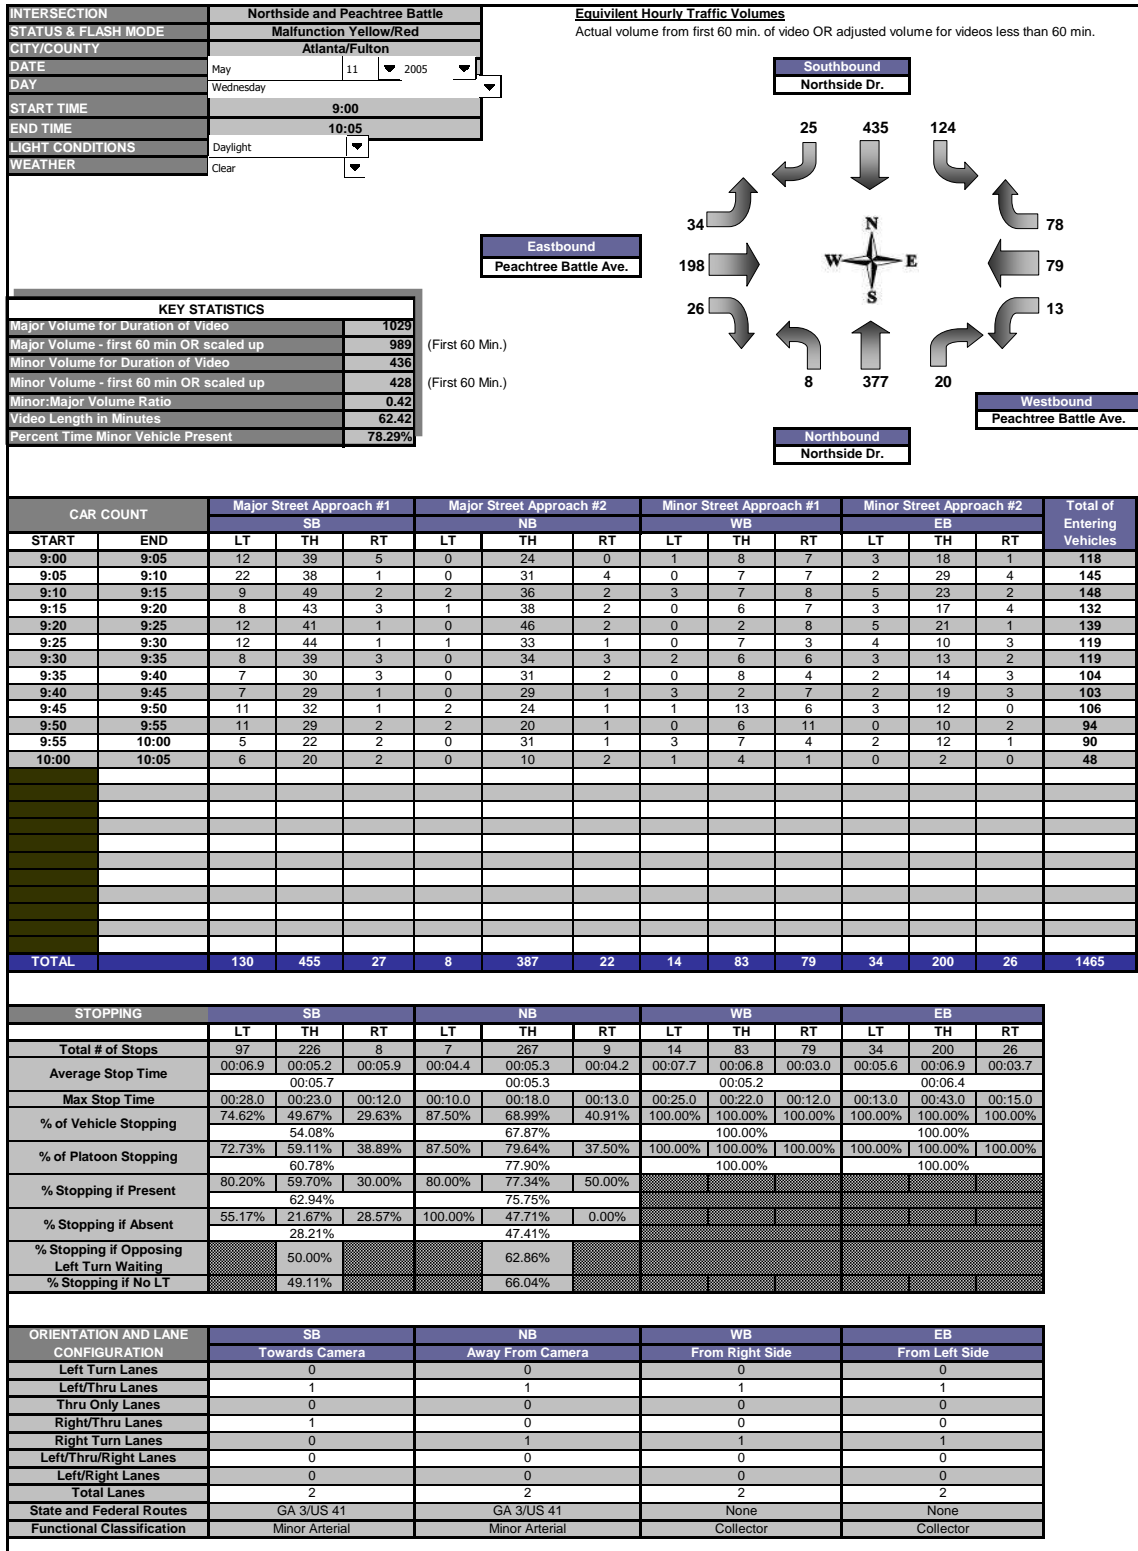 INTERSECTION Northside and Peachtree Battle
STATUS & FLASH MODE Malfunction Yellow/Red
CITY/COUNTY Atlanta/Fulton
DATE May 11 2005
DAY Wednesday
START TIME 9:00
END TIME 10:05
LIGHT CONDITIONS Daylight
WEATHER Clear
Equivilent Hourly Traffic Volumes
Actual volume from first 60 min. of video OR adjusted volume for videos less than 60 min.
Southbound
Northside Dr.
25 435 124
34 N 78
Eastbound
Peachtree Battle Ave.
198 W E 79
S
26 13
8 377 20
Westbound
Peachtree Battle Ave.
Northbound
Northside Dr.
KEY STATISTICS
Major Volume for Duration of Video 1029
Major Volume - first 60 min OR scaled up 989 (First 60 Min.)
Minor Volume for Duration of Video 436
Minor Volume - first 60 min OR scaled up 428 (First 60 Min.)
Minor:Major Volume Ratio 0.42
Video Length in Minutes 62.42
Percent Time Minor Vehicle Present 78.29%
CAR COUNT Major Street Approach #1 Major Street Approach #2 Minor Street Approach #1 Minor Street Approach #2 Total of Entering Vehicles
SB NB WB EB
START END LT TH RT LT TH RT LT TH RT LT TH RT
9:00 9:05 12 39 5 0 24 0 1 8 7 3 18 1 118
9:05 9:10 22 38 1 0 31 4 0 7 7 2 29 4 145
9:10 9:15 9 49 2 2 36 2 3 7 8 5 23 2 148
9:15 9:20 8 43 3 1 38 2 0 6 7 3 17 4 132
9:20 9:25 12 41 1 0 46 2 0 2 8 5 21 1 139
9:25 9:30 12 44 1 1 33 1 0 7 3 4 10 3 119
9:30 9:35 8 39 3 0 34 3 2 6 6 3 13 2 119
9:35 9:40 7 30 3 0 31 2 0 8 4 2 14 3 104
9:40 9:45 7 29 1 0 29 1 3 2 7 2 19 3 103
9:45 9:50 11 32 1 2 24 1 1 13 6 3 12 0 106
9:50 9:55 11 29 2 2 20 1 0 6 11 0 10 2 94
9:55 10:00 5 22 2 0 31 1 3 7 4 2 12 1 90
10:00 10:05 6 20 2 0 10 2 1 4 1 0 2 0 48
TOTAL 130 455 27 8 387 22 14 83 79 34 200 26 1465
STOPPING SB NB WB EB
LT TH RT LT TH RT LT TH RT LT TH RT
Total # of Stops 97 226 8 7 267 9 14 83 79 34 200 26
Average Stop Time 00:06.9 00:05.2 00:05.9 00:04.4 00:05.3 00:04.2 00:07.7 00:06.8 00:03.0 00:05.6 00:06.9 00:03.7
00:05.7 00:05.3 00:05.2 00:06.4
Max Stop Time 00:28.0 00:23.0 00:12.0 00:10.0 00:18.0 00:13.0 00:25.0 00:22.0 00:12.0 00:13.0 00:43.0 00:15.0
% of Vehicle Stopping 74.62% 49.67% 29.63% 87.50% 68.99% 40.91% 100.00% 100.00% 100.00% 100.00% 100.00% 100.00%
54.08% 67.87% 100.00% 100.00%
% of Platoon Stopping 72.73% 59.11% 38.89% 87.50% 79.64% 37.50% 100.00% 100.00% 100.00% 100.00% 100.00% 100.00%
60.78% 77.90% 100.00% 100.00%
% Stopping if Present 80.20% 59.70% 30.00% 80.00% 77.34% 50.00%
62.94% 75.75%
% Stopping if Absent 55.17% 21.67% 28.57% 100.00% 47.71% 0.00%
28.21% 47.41%
% Stopping if Opposing
Left Turn Waiting 50.00% 62.86%
% Stopping if No LT 49.11% 66.04%
ORIENTATION AND LANE SB NB WB EB
CONFIGURATION Towards Camera Away From Camera From Right Side From Left Side
Left Turn Lanes 0 0 0 0
Left/Thru Lanes 1 1 1 1
Thru Only Lanes 0 0 0 0
Right/Thru Lanes 1 0 0 0
Right Turn Lanes 0 1 1 1
Left/Thru/Right Lanes 0 0 0 0
Left/Right Lanes 0 0 0 0
Total Lanes 2 2 2 2
State and Federal Routes GA 3/US 41 GA 3/US 41 None None
Functional Classification Minor Arterial Minor Arterial Collector Collector